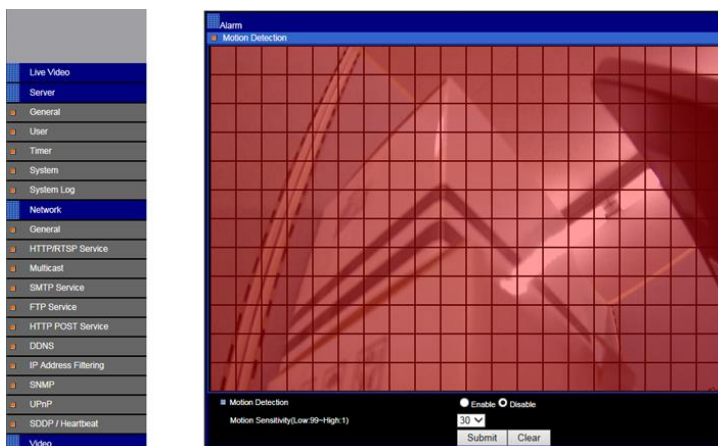 Live Video
Server
General
User
Timer
System
System Log
Network
General
HTTP/RTSP Service
Multicast
SMTP Service
FTP Service
HTTP POST Service
DDNS
IP Address Filtering
SNMP
UPnP
SDDP / Heartbeat
Video
Alarm
Motion Detection
Motion Detection Enable Disable
Motion Sensitivity(Low:99~High:1) 30
Submit Clear